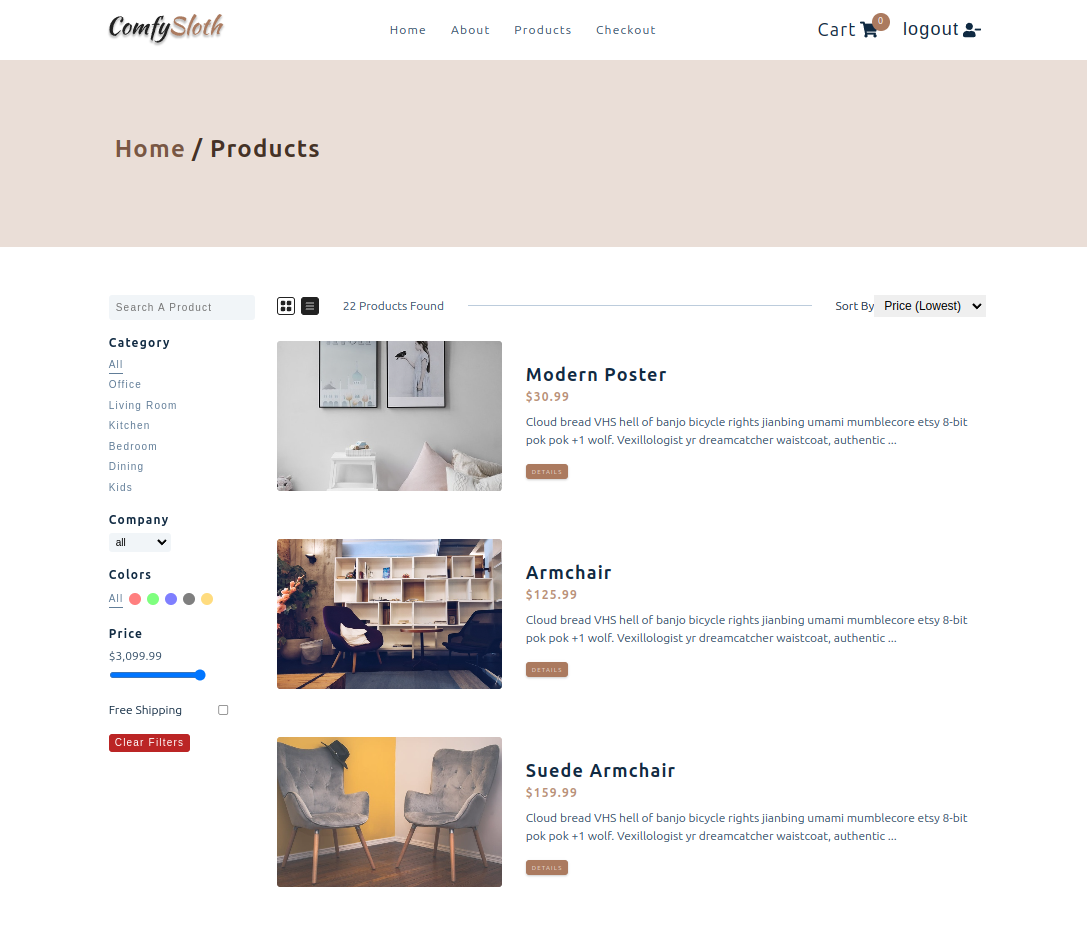 ComfySloth
Home
About
Products
Checkout
Cart
0
logout
Home / Products
Search A Product
Category
All
Office
Living Room
Kitchen
Bedroom
Dining
Kids
Company
all
Colors
All
Price
$3,099.99
Free Shipping
Clear Filters
22 Products Found
Sort By
Price (Lowest)
Modern Poster
$30.99
Cloud bread VHS hell of banjo bicycle rights jianbing umami mumblecore etsy 8-bit
pok pok +1 wolf. Vexillologist yr dreamcatcher waistcoat, authentic ...
DETAILS
Armchair
$125.99
Cloud bread VHS hell of banjo bicycle rights jianbing umami mumblecore etsy 8-bit
pok pok +1 wolf. Vexillologist yr dreamcatcher waistcoat, authentic ...
DETAILS
Suede Armchair
$159.99
Cloud bread VHS hell of banjo bicycle rights jianbing umami mumblecore etsy 8-bit
pok pok +1 wolf. Vexillologist yr dreamcatcher waistcoat, authentic ...
DETAILS